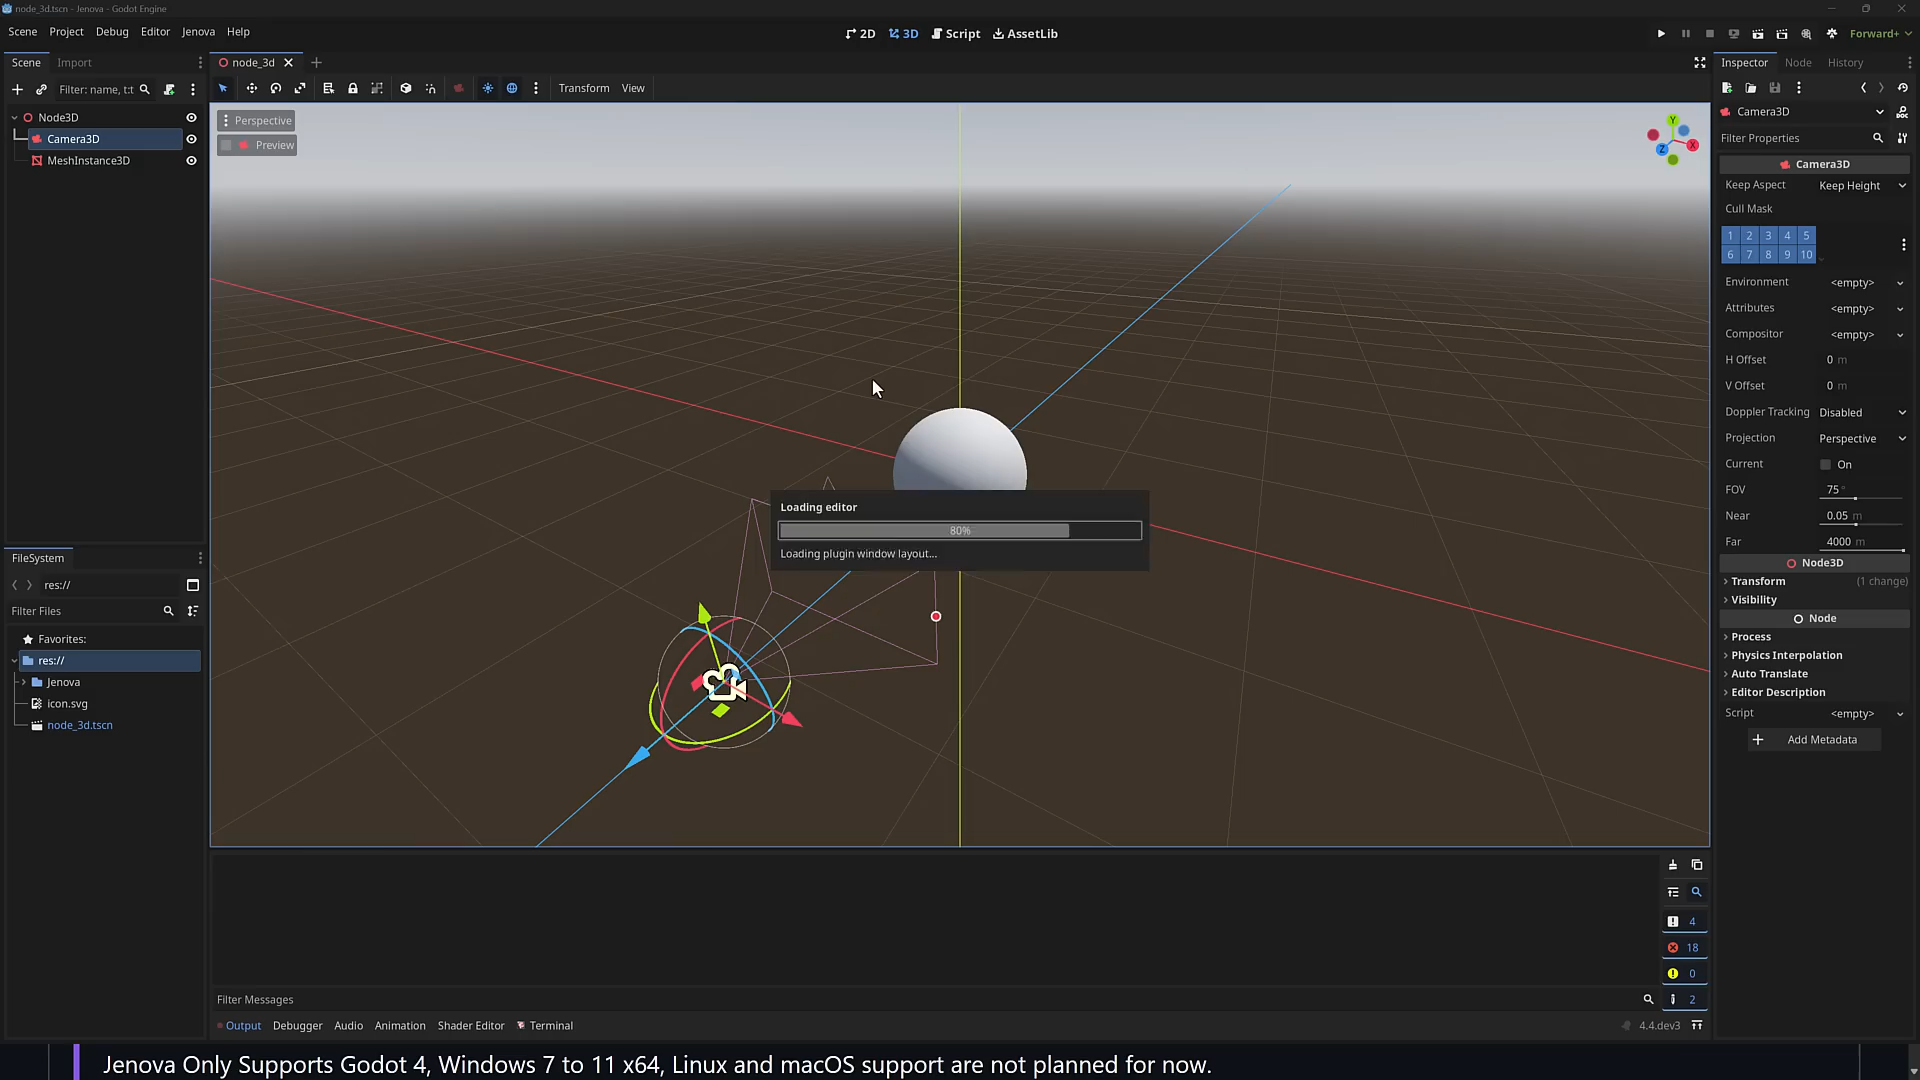 node_3d.tscn - Jenova - Godot Engine
Scene Project Debug Editor Jenova Help
2D 3D Script AssetLib
Forward+
Scene Import
node_3d
Inspector Node History
Filter: name, t:t
Transform View
Node3D
Camera3D
MeshInstance3D
Perspective
Preview
Y
X
Z
Camera3D
Filter Properties
Camera3D
Keep Aspect Keep Height
Cull Mask
1 2 3 4 5
6 7 8 9 10
Environment <empty>
Attributes <empty>
Compositor <empty>
H Offset 0 m
V Offset 0 m
Doppler Tracking Disabled
Projection Perspective
Current On
FOV 75 °
Near 0.05 m
Far 4000 m
Node3D
Transform (1 change)
Visibility
Node
Process
Physics Interpolation
Auto Translate
Editor Description
Script <empty>
Add Metadata
Loading editor
80%
Loading plugin window layout...
FileSystem
res://
Filter Files
Favorites:
res://
Jenova
icon.svg
node_3d.tscn
4
18
0
2
Filter Messages
Output Debugger Audio Animation Shader Editor Terminal
4.4.dev3
Jenova Only Supports Godot 4, Windows 7 to 11 x64, Linux and macOS support are not planned for now.